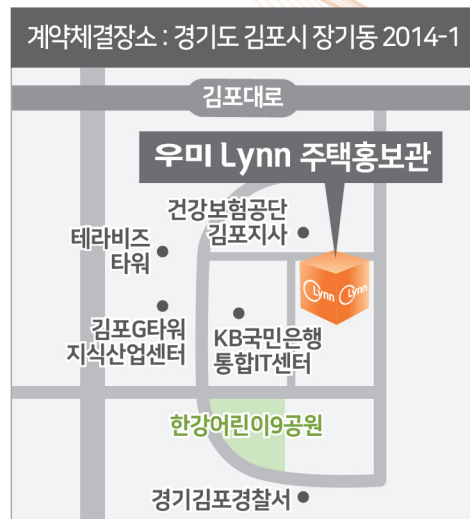 계약체결장소 : 경기도 김포시 장기동 2014-1
김포대로
우미 Lynn 주택홍보관
건강보험공단
김포지사
테라비즈
타워
Lynn Lynn
김포G타워
지식산업센터
KB국민은행
통합IT센터
한강어린이9공원
경기김포경찰서